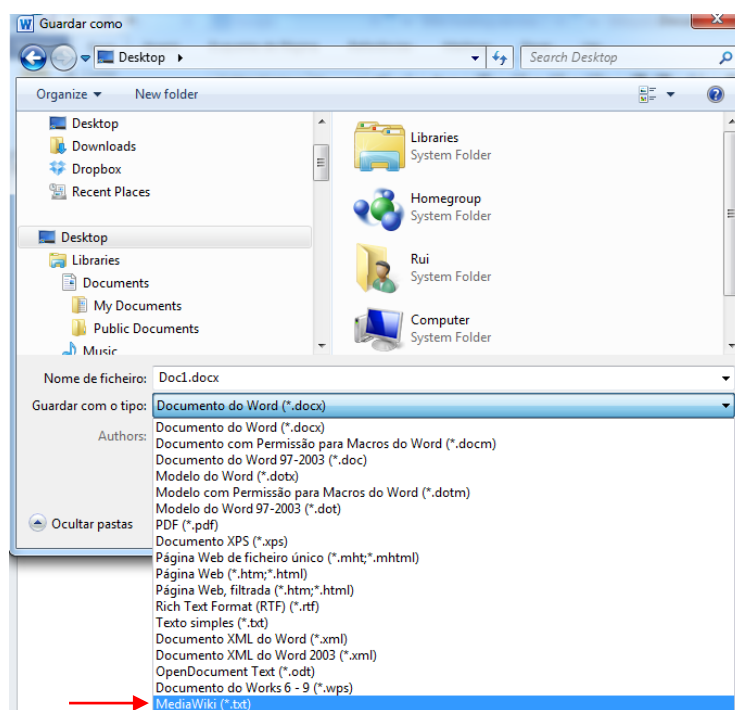 Guardar como
Desktop
Search Desktop
Organize
New folder
Desktop
Downloads
Dropbox
Recent Places
Desktop
Libraries
Documents
My Documents
Public Documents
Music
Libraries
System Folder
Homegroup
System Folder
Rui
System Folder
Computer
System Folder
Nome de ficheiro: Doc1.docx
Guardar com o tipo: Documento do Word (*.docx)
Authors:
Documento do Word (*.docx)
Documento com Permissão para Macros do Word (*.docm)
Documento do Word 97-2003 (*.doc)
Modelo do Word (*.dotx)
Modelo com Permissão para Macros do Word (*.dotm)
Modelo do Word 97-2003 (*.dot)
PDF (*.pdf)
Documento XPS (*.xps)
Página Web de ficheiro único (*.mht;*.mhtml)
Página Web (*.htm;*.html)
Página Web, filtrada (*.htm;*.html)
Rich Text Format (RTF) (*.rtf)
Texto simples (*.txt)
Documento XML do Word (*.xml)
Documento XML do Word 2003 (*.xml)
OpenDocument Text (*.odt)
Documento do Works 6 - 9 (*.wps)
MediaWiki (*.txt)
Ocultar pastas